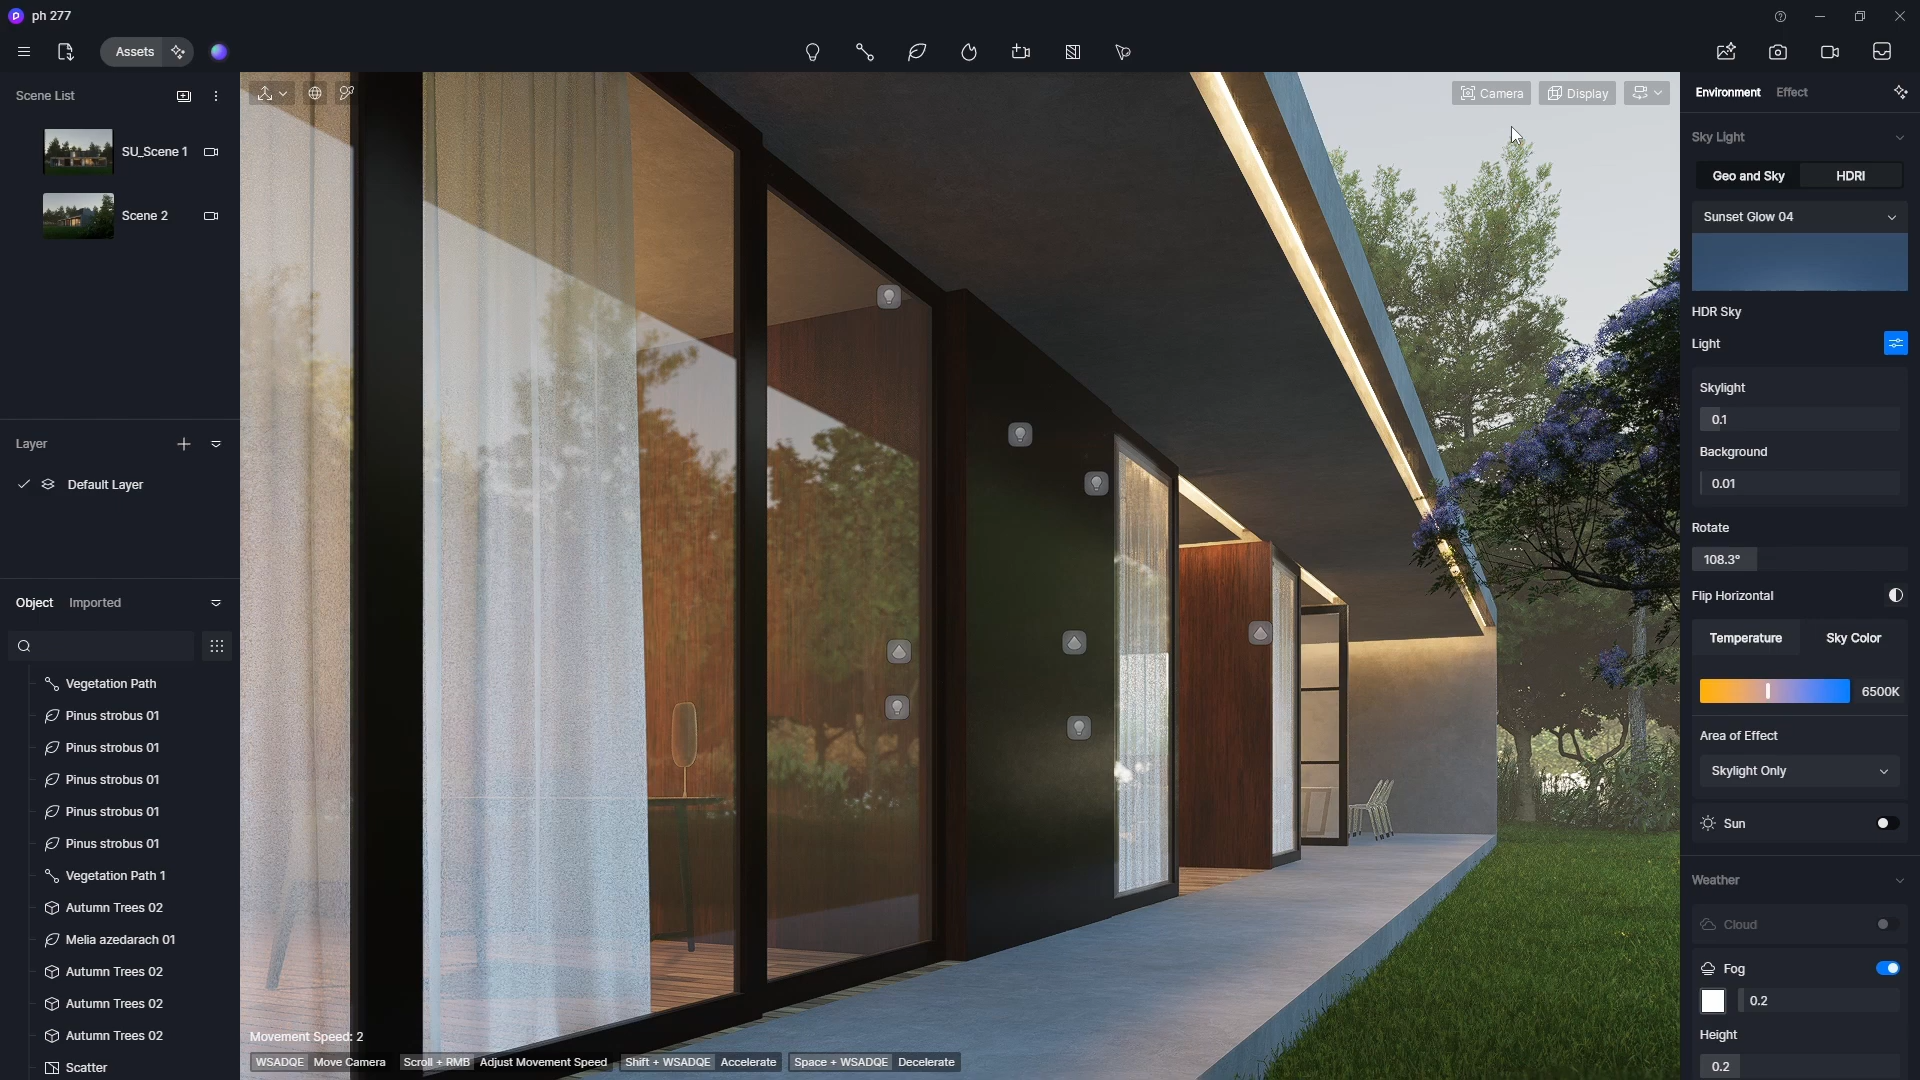 ph 277
Assets
Scene List
SU_Scene 1
Scene 2
Layer
Default Layer
Object
Imported
Vegetation Path
Pinus strobus 01
Pinus strobus 01
Pinus strobus 01
Pinus strobus 01
Pinus strobus 01
Vegetation Path 1
Autumn Trees 02
Melia azedarach 01
Autumn Trees 02
Autumn Trees 02
Autumn Trees 02
Scatter
Camera
Display
Movement Speed: 2
WSADQE Move Camera Scroll + RMB Adjust Movement Speed Shift + WSADQE Accelerate Space + WSADQE Decelerate
Environment
Effect
Sky Light
Geo and Sky
HDRI
Sunset Glow 04
HDR Sky
Light
Skylight
0.1
Background
0.01
Rotate
108.3°
Flip Horizontal
Temperature
Sky Color
6500K
Area of Effect
Skylight Only
Sun
Weather
Cloud
Fog
0.2
Height
0.2